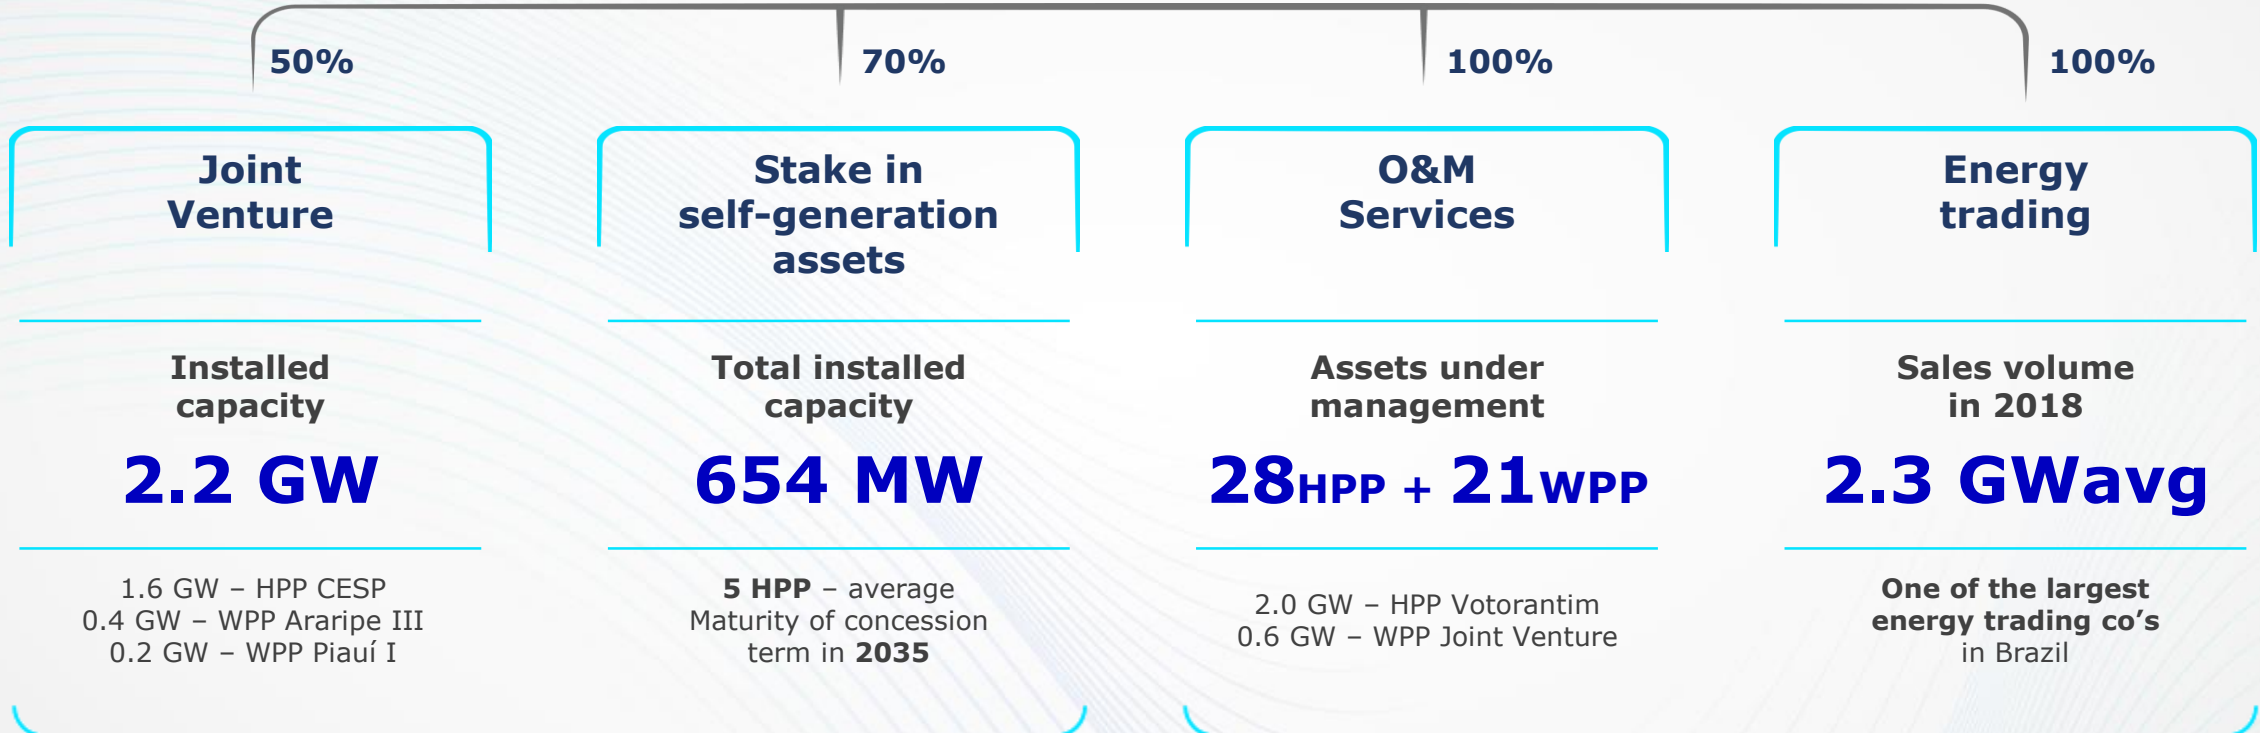 50%
70%
100%
100%
Joint
Venture
Stake in
self-generation
assets
O&M
Services
Energy
trading
Installed
capacity
2.2 GW
1.6 GW – HPP CESP
0.4 GW – WPP Araripe III
0.2 GW – WPP Piauí I
Total installed
capacity
654 MW
5 HPP – average
Maturity of concession
term in 2035
Assets under
management
28HPP + 21WPP
2.0 GW – HPP Votorantim
0.6 GW – WPP Joint Venture
Sales volume
in 2018
2.3 GWavg
One of the largest
energy trading co’s
in Brazil